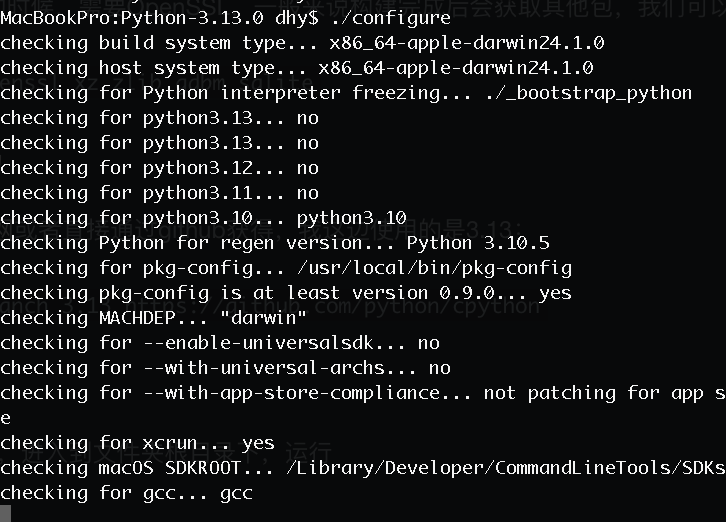 MacBookPro:Python-3.13.0 dhy$ ./configure
checking build system type... x86_64-apple-darwin24.1.0
checking host system type... x86_64-apple-darwin24.1.0
checking for Python interpreter freezing... ./_bootstrap_python
checking for python3.13... no
checking for python3.13... no
checking for python3.12... no
checking for python3.11... no
checking for python3.10... python3.10
checking Python for regen version... Python 3.10.5
checking for pkg-config... /usr/local/bin/pkg-config
checking pkg-config is at least version 0.9.0... yes
checking MACHDEP... "darwin"
checking for --enable-universalsdk... no
checking for --with-universal-archs... no
checking for --with-app-store-compliance... not patching for app s
e
checking for xcrun... yes
checking macOS SDKROOT... /Library/Developer/CommandLineTools/SDKs
checking for gcc... gcc